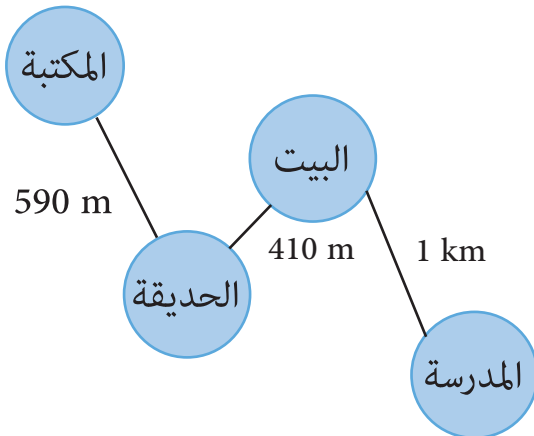 المكتبة
البيت
590 m
410 m
1 km
الحديقة
المدرسة